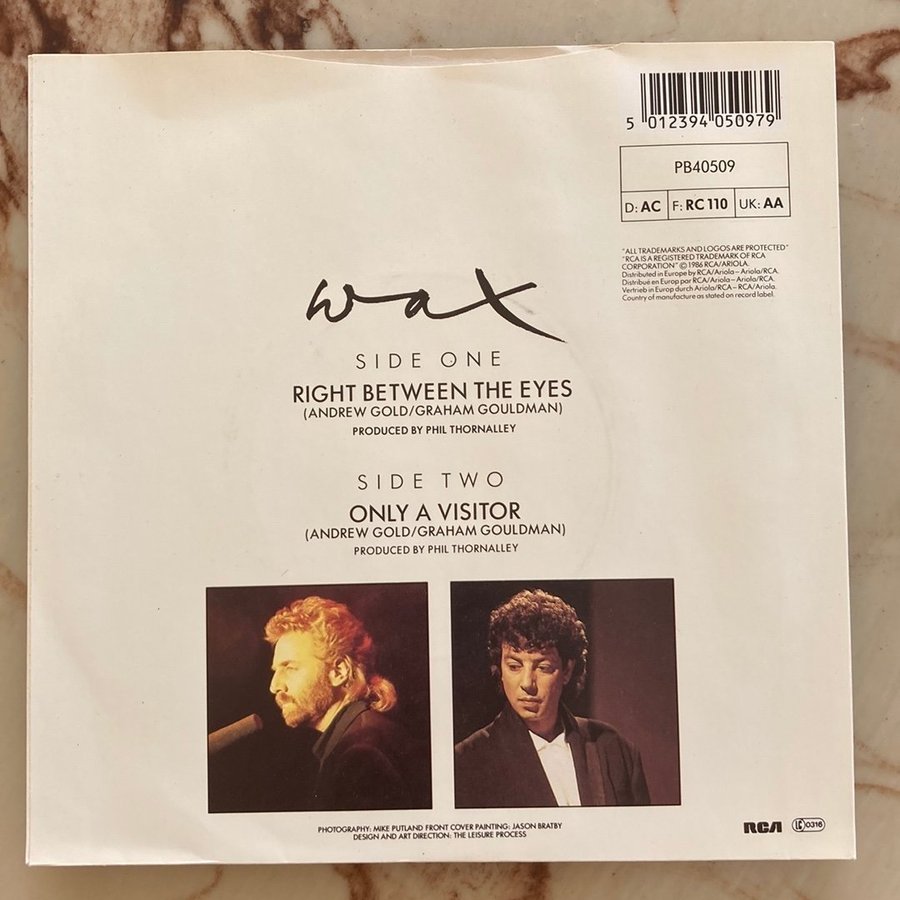 5 012394 050979
PB40509
D: AC F: RC 110 UK: AA
"ALL TRADEMARKS AND LOGOS ARE PROTECTED"
"RCA IS A REGISTERED TRADEMARK OF RCA
CORPORATION" © 1986 RCA/ARIOLA.
Distributed in Europe by RCA/Ariola – Ariola/RCA.
Distribué en Europ par RCA/Ariola – Ariola/RCA.
Vertrieb in Europ durch Ariola/RCA – RCA/Ariola.
Country of manufacture as stated on record label.
wax
SIDE ONE
RIGHT BETWEEN THE EYES
(ANDREW GOLD/GRAHAM GOULDMAN)
PRODUCED BY PHIL THORNALLEY
SIDE TWO
ONLY A VISITOR
(ANDREW GOLD/GRAHAM GOULDMAN)
PRODUCED BY PHIL THORNALLEY
PHOTOGRAPHY: MIKE PUTLAND FRONT COVER PAINTING: JASON BRATBY
DESIGN AND ART DIRECTION: THE LEISURE PROCESS
RCA LC 0316